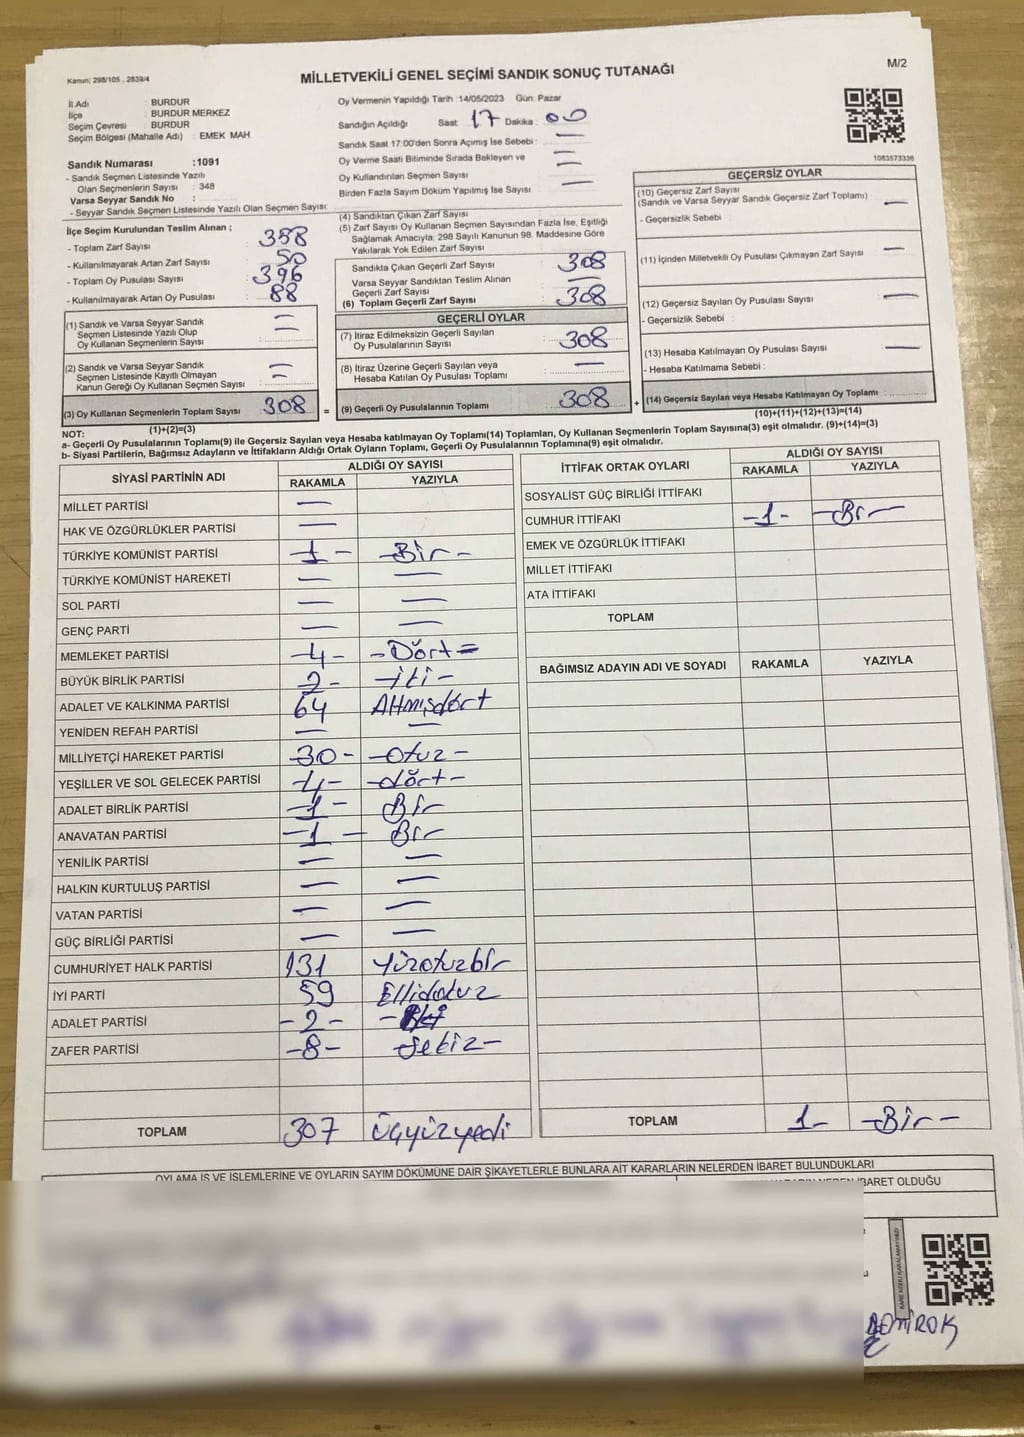 Kanun; 298/105 , 2839/4
MİLLETVEKİLİ GENEL SEÇİMİ SANDIK SONUÇ TUTANAĞI
M/2
İl Adı : BURDUR
İlçe : BURDUR MERKEZ
Seçim Çevresi : BURDUR
Seçim Bölgesi (Mahalle Adı) : EMEK MAH.
Oy Vermenin Yapıldığı Tarih :14/05/2023 Gün: Pazar
Sandığın Açıldığı Saat : 17 Dakika : 00
Sandık Saat 17:00'den Sonra Açımış İse Sebebi : —
Oy Verme Saati Bitiminde Sırada Bekleyen ve —
Oy Kullandırılan Seçmen Sayısı —
Birden Fazla Sayım Döküm Yapılmış İse Sayısı : —
1083573336
Sandık Numarası :1091
- Sandık Seçmen Listesinde Yazılı
Olan Seçmenlerin Sayısı : 348
Varsa Seyyar Sandık No :
- Seyyar Sandık Seçmen Listesinde Yazılı Olan Seçmen Sayısı:
İlçe Seçim Kurulundan Teslim Alınan ;
- Toplam Zarf Sayısı : 358
- Kullanılmayarak Artan Zarf Sayısı : 50
- Toplam Oy Pusulası Sayısı : 396
- Kullanılmayarak Artan Oy Pusulası : 88
(1) Sandık ve Varsa Seyyar Sandık
Seçmen Listesinde Yazılı Olup
Oy Kullanan Seçmenlerin Sayısı : =
(2) Sandık ve Varsa Seyyar Sandık
Seçmen Listesinde Kayıtlı Olmayan
Kanun Gereği Oy Kullanan Seçmen Sayısı : =
(3) Oy Kullanan Seçmenlerin Toplam Sayısı 308 =
(1)+(2)=(3)
(4) Sandıktan Çıkan Zarf Sayısı
(5) Zarf Sayısı Oy Kullanan Seçmen Sayısından Fazla İse, Eşitliği
Sağlamak Amacıyla; 298 Sayılı Kanunun 98. Maddesine Göre
Yakılarak Yok Edilen Zarf Sayısı :
Sandıkta Çıkan Geçerli Zarf Sayısı : 308
Varsa Seyyar Sandıktan Teslim Alınan
Geçerli Zarf Sayısı : —
(6) Toplam Geçerli Zarf Sayısı : 308
GEÇERLİ OYLAR
(7) İtiraz Edilmeksizin Geçerli Sayılan
Oy Pusulalarının Sayısı : 308
(8) İtiraz Üzerine Geçerli Sayılan veya
Hesaba Katılan Oy Pusulası Toplamı : —
(9) Geçerli Oy Pusulalarının Toplamı 308 +
GEÇERSİZ OYLAR
(10) Geçersiz Zarf Sayısı
(Sandık ve Varsa Seyyar Sandık Geçersiz Zarf Toplamı) : —
- Geçersizlik Sebebi :
(11) İçinden Milletvekili Oy Pusulası Çıkmayan Zarf Sayısı : —
(12) Geçersiz Sayılan Oy Pusulası Sayısı : —
- Geçersizlik Sebebi :
(13) Hesaba Katılmayan Oy Pusulası Sayısı : —
- Hesaba Katılmama Sebebi :
(14) Geçersiz Sayılan veya Hesaba Katılmayan Oy Toplamı
(10)+(11)+(12)+(13)=(14)
NOT:
a- Geçerli Oy Pusulalarının Toplamı(9) ile Geçersiz Sayılan veya Hesaba katılmayan Oy Toplamı(14) Toplamları, Oy Kullanan Seçmenlerin Toplam Sayısına(3) eşit olmalıdır. (9)+(14)=(3)
b- Siyasi Partilerin, Bağımsız Adayların ve İttifakların Aldığı Ortak Oyların Toplamı, Geçerli Oy Pusulalarının Toplamına(9) eşit olmalıdır.
SİYASİ PARTİNİN ADI ALDIĞI OY SAYISI
RAKAMLA YAZIYLA
MİLLET PARTİSİ —
HAK VE ÖZGÜRLÜKLER PARTİSİ —
TÜRKİYE KOMÜNİST PARTİSİ -1- -Bir-
TÜRKİYE KOMÜNİST HAREKETİ — —
SOL PARTİ — —
GENÇ PARTİ — —
MEMLEKET PARTİSİ -4- -Dört=
BÜYÜK BİRLİK PARTİSİ 2- -iki-
ADALET VE KALKINMA PARTİSİ 64 Altmışdört
YENİDEN REFAH PARTİSİ — —
MİLLİYETÇİ HAREKET PARTİSİ -30- -otuz-
YEŞİLLER VE SOL GELECEK PARTİSİ -4- -dört-
ADALET BİRLİK PARTİSİ -1- Bir
ANAVATAN PARTİSİ -1- Bir
YENİLİK PARTİSİ — —
HALKIN KURTULUŞ PARTİSİ — —
VATAN PARTİSİ — —
GÜÇ BİRLİĞİ PARTİSİ — —
CUMHURİYET HALK PARTİSİ 131 Yüzotuzbir
İYİ PARTİ 59 Ellidokuz
ADALET PARTİSİ -2-
ZAFER PARTİSİ -8- Sekiz-
TOPLAM 307 Üçyüzyedi
İTTİFAK ORTAK OYLARI ALDIĞI OY SAYISI
RAKAMLA YAZIYLA
SOSYALİST GÜÇ BİRLİĞİ İTTİFAKI
CUMHUR İTTİFAKI -1- -Bir-
EMEK VE ÖZGÜRLÜK İTTİFAKI
MİLLET İTTİFAKI
ATA İTTİFAKI
TOPLAM
BAĞIMSIZ ADAYIN ADI VE SOYADI RAKAMLA YAZIYLA
TOPLAM 1- -Bir-
OYLAMA İŞ VE İŞLEMLERİNE VE OYLARIN SAYIM DÖKÜMÜNE DAİR ŞİKAYETLERLE BUNLARA AİT KARARLARIN NELERDEN İBARET BULUNDUKLARI
İBARET OLDUĞU